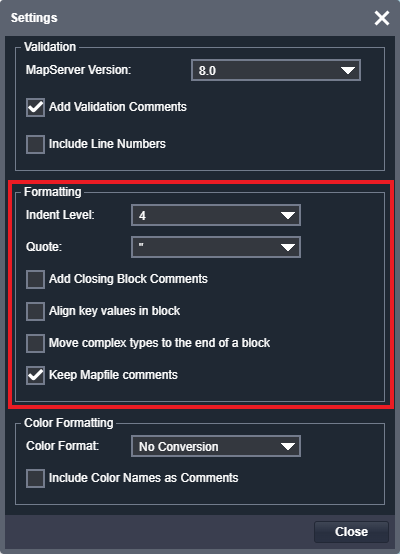 Settings
Validation
MapServer Version: 8.0
Add Validation Comments
Include Line Numbers
Formatting
Indent Level: 4
Quote: "
Add Closing Block Comments
Align key values in block
Move complex types to the end of a block
Keep Mapfile comments
Color Formatting
Color Format: No Conversion
Include Color Names as Comments
Close